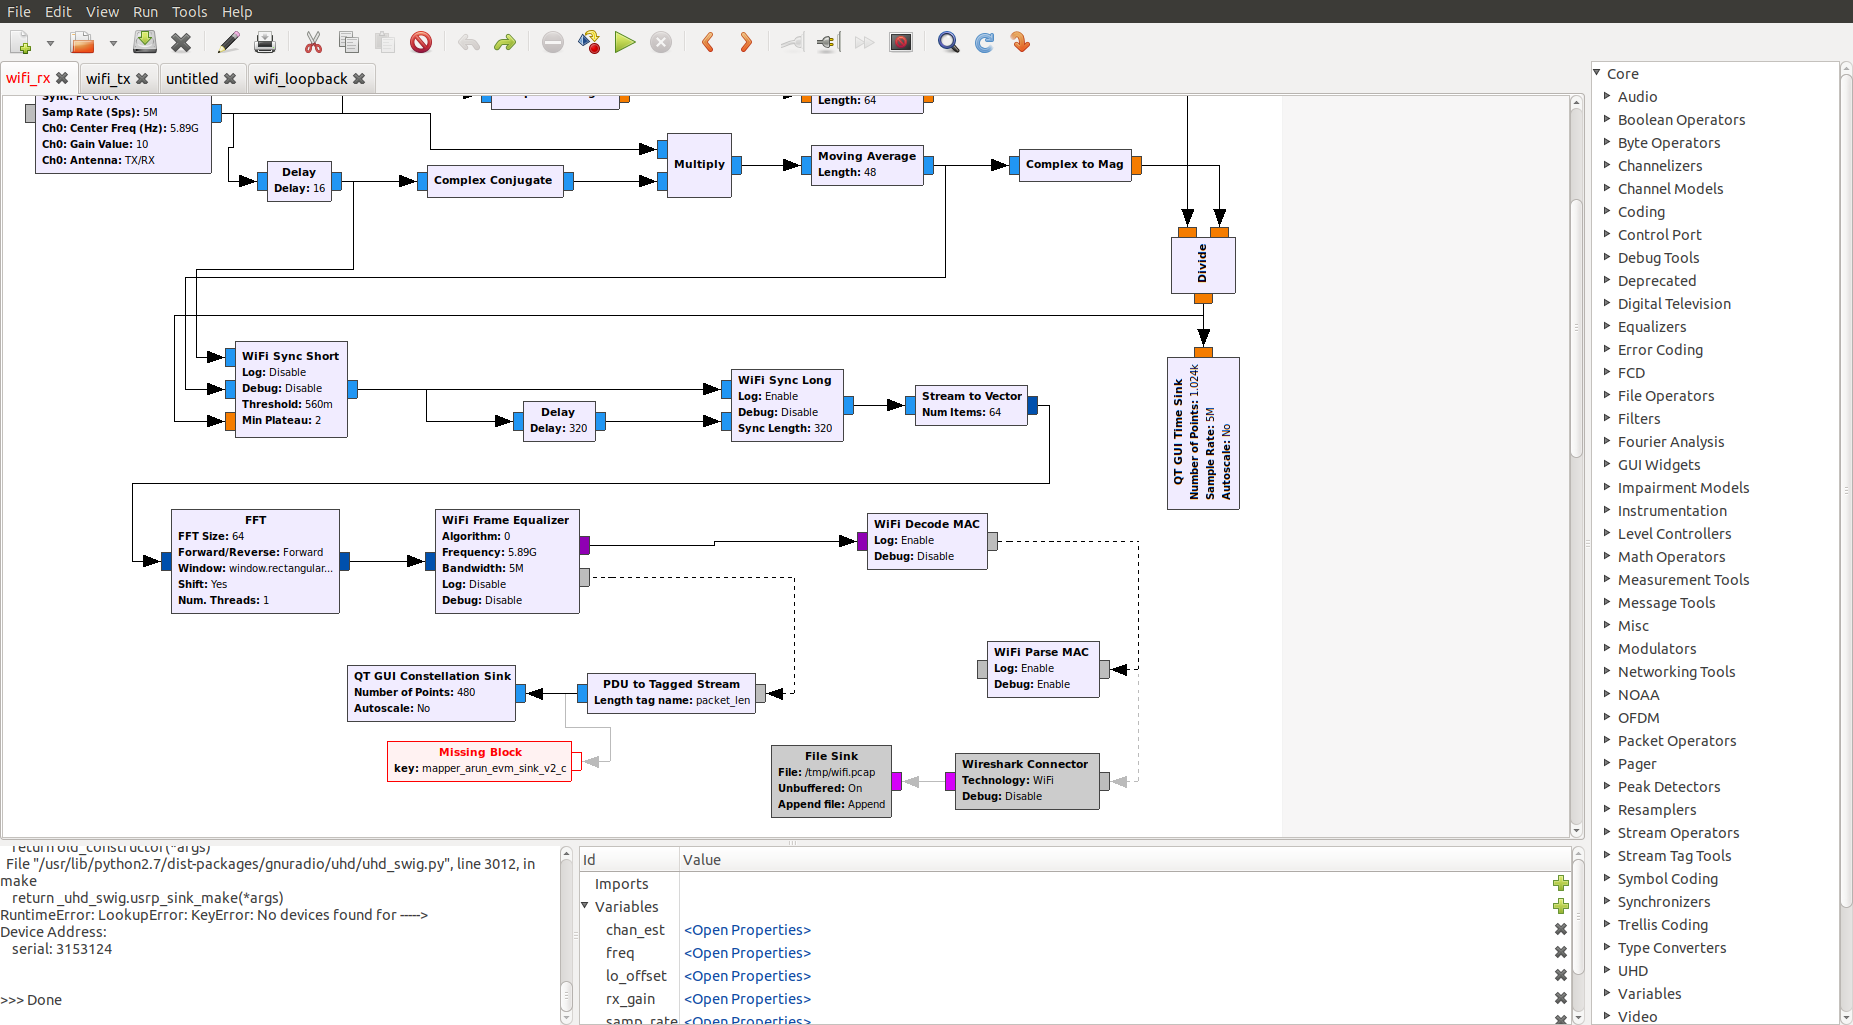 File Edit View Run Tools Help
wifi_rx wifi_tx untitled wifi_loopback
Sync: PC Clock
Samp Rate (Sps): 5M
Ch0: Center Freq (Hz): 5.89G
Ch0: Gain Value: 10
Ch0: Antenna: TX/RX
Length: 64
Delay
Delay: 16
Complex Conjugate
Multiply
Moving Average
Length: 48
Complex to Mag
Divide
WiFi Sync Short
Log: Disable
Debug: Disable
Threshold: 560m
Min Plateau: 2
Delay
Delay: 320
WiFi Sync Long
Log: Enable
Debug: Disable
Sync Length: 320
Stream to Vector
Num Items: 64
QT GUI Time Sink
Number of Points: 1.024k
Sample Rate: 5M
Autoscale: No
FFT
FFT Size: 64
Forward/Reverse: Forward
Window: window.rectangular...
Shift: Yes
Num. Threads: 1
WiFi Frame Equalizer
Algorithm: 0
Frequency: 5.89G
Bandwidth: 5M
Log: Disable
Debug: Disable
WiFi Decode MAC
Log: Enable
Debug: Disable
WiFi Parse MAC
Log: Enable
Debug: Enable
QT GUI Constellation Sink
Number of Points: 480
Autoscale: No
PDU to Tagged Stream
Length tag name: packet_len
Missing Block
key: mapper_arun_evm_sink_v2_c
File Sink
File: /tmp/wifi.pcap
Unbuffered: On
Append file: Append
Wireshark Connector
Technology: WiFi
Debug: Disable
return old_constructor(*args)
File "/usr/lib/python2.7/dist-packages/gnuradio/uhd/uhd_swig.py", line 3012, in
make
return _uhd_swig.usrp_sink_make(*args)
RuntimeError: LookupError: KeyError: No devices found for ----->
Device Address:
serial: 3153124
>>> Done
Id Value
Imports
Variables
chan_est <Open Properties>
freq <Open Properties>
lo_offset <Open Properties>
rx_gain <Open Properties>
samp_rate <Open Properties>
Core
Audio
Boolean Operators
Byte Operators
Channelizers
Channel Models
Coding
Control Port
Debug Tools
Deprecated
Digital Television
Equalizers
Error Coding
FCD
File Operators
Filters
Fourier Analysis
GUI Widgets
Impairment Models
Instrumentation
Level Controllers
Math Operators
Measurement Tools
Message Tools
Misc
Modulators
Networking Tools
NOAA
OFDM
Packet Operators
Pager
Peak Detectors
Resamplers
Stream Operators
Stream Tag Tools
Symbol Coding
Synchronizers
Trellis Coding
Type Converters
UHD
Variables
Video